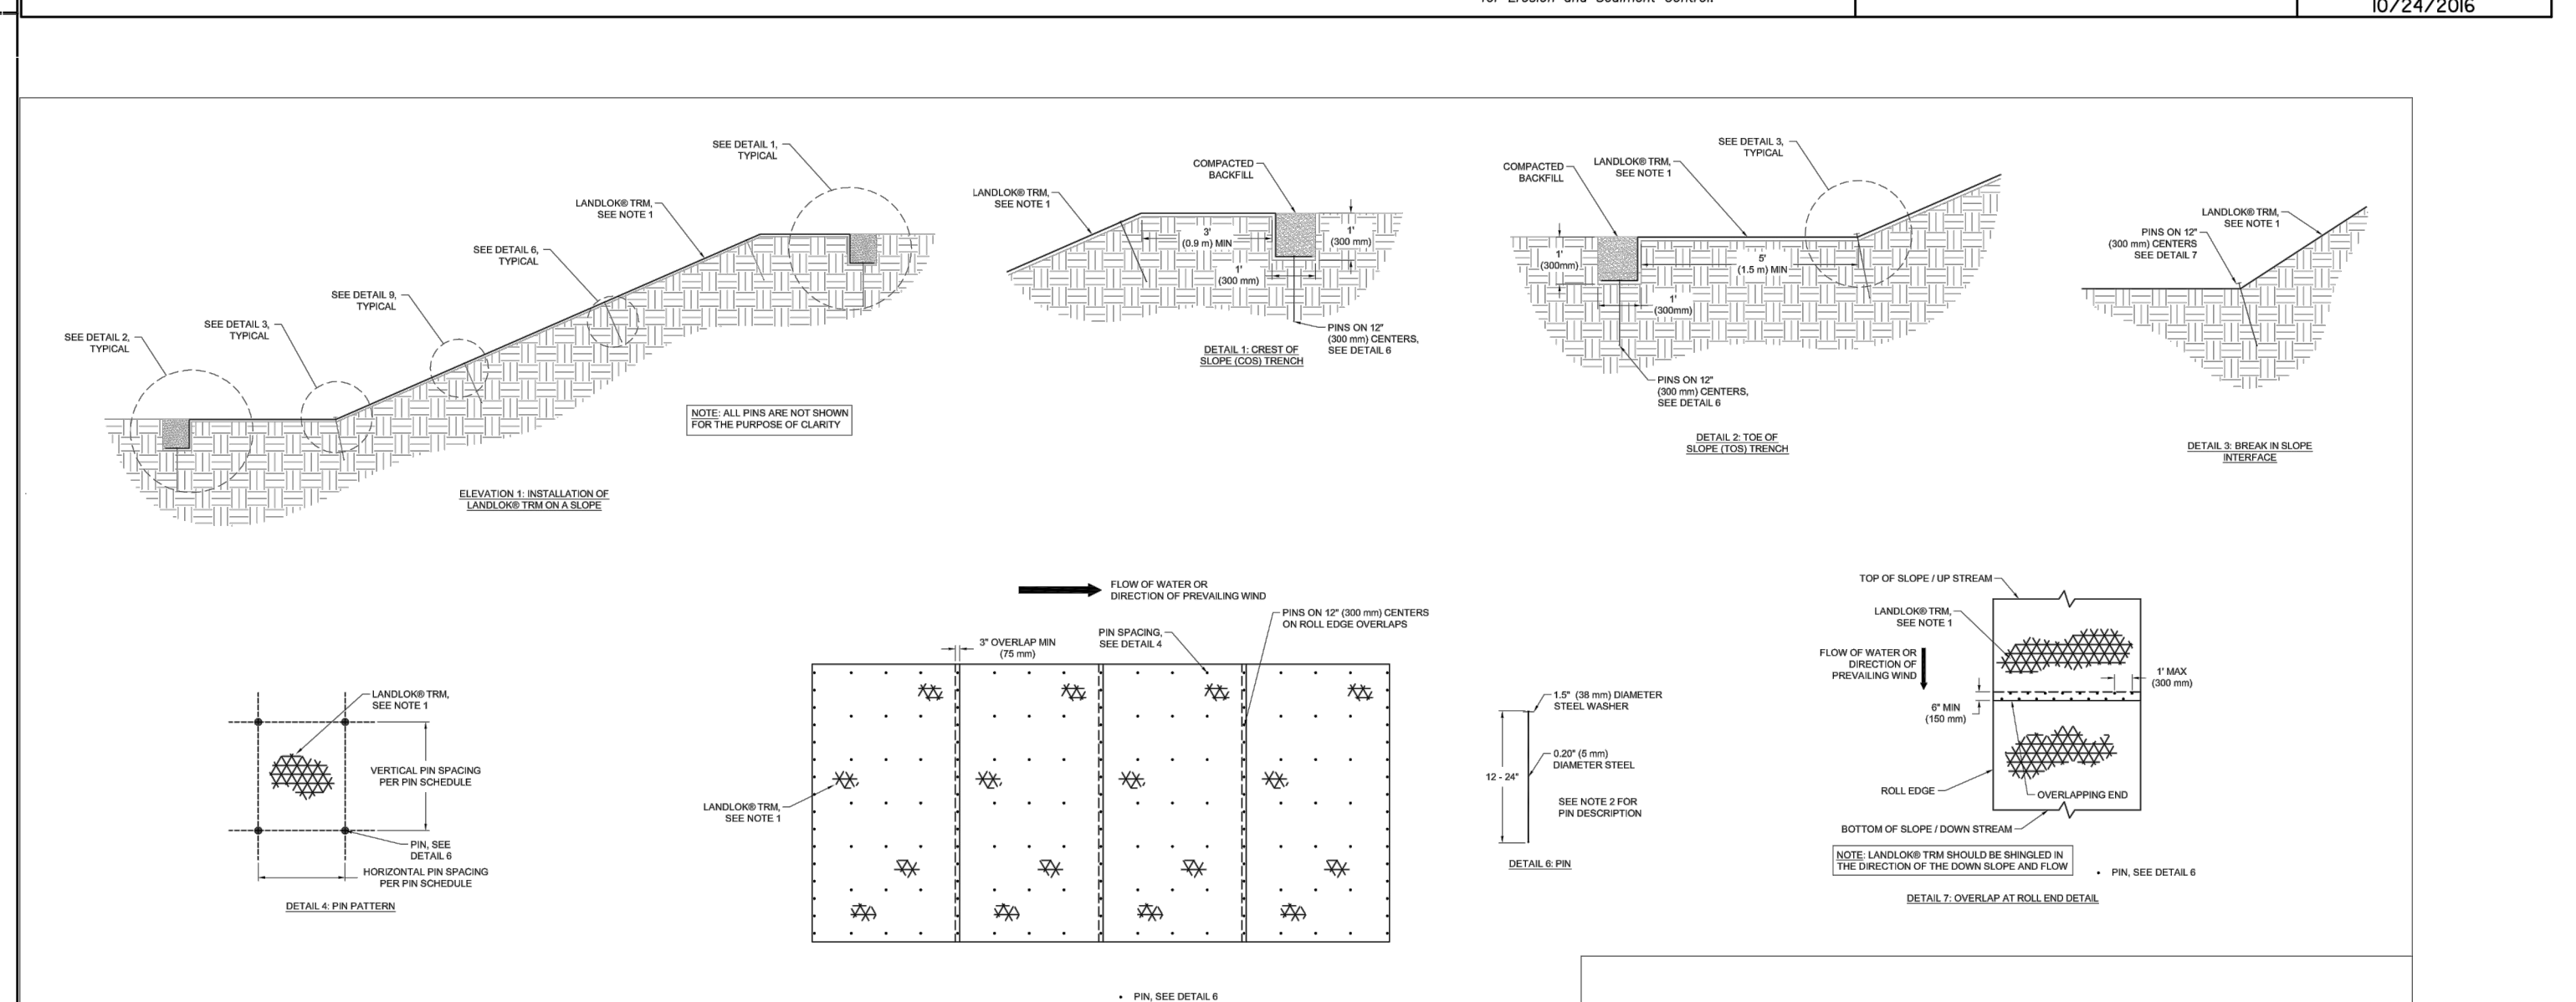 for Erosion and Sediment Control.
10/24/2016
SEE DETAIL 1,
TYPICAL
LANDLOK® TRM,
SEE NOTE 1
SEE DETAIL 6,
TYPICAL
SEE DETAIL 9,
TYPICAL
SEE DETAIL 3,
TYPICAL
SEE DETAIL 2,
TYPICAL
NOTE: ALL PINS ARE NOT SHOWN
FOR THE PURPOSE OF CLARITY
ELEVATION 1: INSTALLATION OF
LANDLOK® TRM ON A SLOPE
COMPACTED
BACKFILL
LANDLOK® TRM,
SEE NOTE 1
3'
(0.9 m) MIN
1'
(300 mm)
1'
(300 mm)
PINS ON 12"
(300 mm) CENTERS,
SEE DETAIL 6
DETAIL 1: CREST OF
SLOPE (COS) TRENCH
SEE DETAIL 3,
TYPICAL
COMPACTED
BACKFILL
LANDLOK® TRM,
SEE NOTE 1
1'
(300mm)
5'
(1.5 m) MIN
1'
(300mm)
PINS ON 12"
(300 mm) CENTERS,
SEE DETAIL 6
DETAIL 2: TOE OF
SLOPE (TOS) TRENCH
LANDLOK® TRM,
SEE NOTE 1
PINS ON 12"
(300 mm) CENTERS
SEE DETAIL 7
DETAIL 3: BREAK IN SLOPE
INTERFACE
LANDLOK® TRM,
SEE NOTE 1
VERTICAL PIN SPACING
PER PIN SCHEDULE
PIN, SEE
DETAIL 6
HORIZONTAL PIN SPACING
PER PIN SCHEDULE
DETAIL 4: PIN PATTERN
FLOW OF WATER OR
DIRECTION OF PREVAILING WIND
PINS ON 12" (300 mm) CENTERS
ON ROLL EDGE OVERLAPS
3" OVERLAP MIN
(75 mm)
PIN SPACING,
SEE DETAIL 4
LANDLOK® TRM,
SEE NOTE 1
• PIN, SEE DETAIL 6
1.5" (38 mm) DIAMETER
STEEL WASHER
0.20" (5 mm)
DIAMETER STEEL
12 - 24"
SEE NOTE 2 FOR
PIN DESCRIPTION
DETAIL 6: PIN
TOP OF SLOPE / UP STREAM
LANDLOK® TRM,
SEE NOTE 1
FLOW OF WATER OR
DIRECTION OF
PREVAILING WIND
1' MAX
(300 mm)
6" MIN
(150 mm)
ROLL EDGE
OVERLAPPING END
BOTTOM OF SLOPE / DOWN STREAM
NOTE: LANDLOK® TRM SHOULD BE SHINGLED IN
THE DIRECTION OF THE DOWN SLOPE AND FLOW
• PIN, SEE DETAIL 6
DETAIL 7: OVERLAP AT ROLL END DETAIL